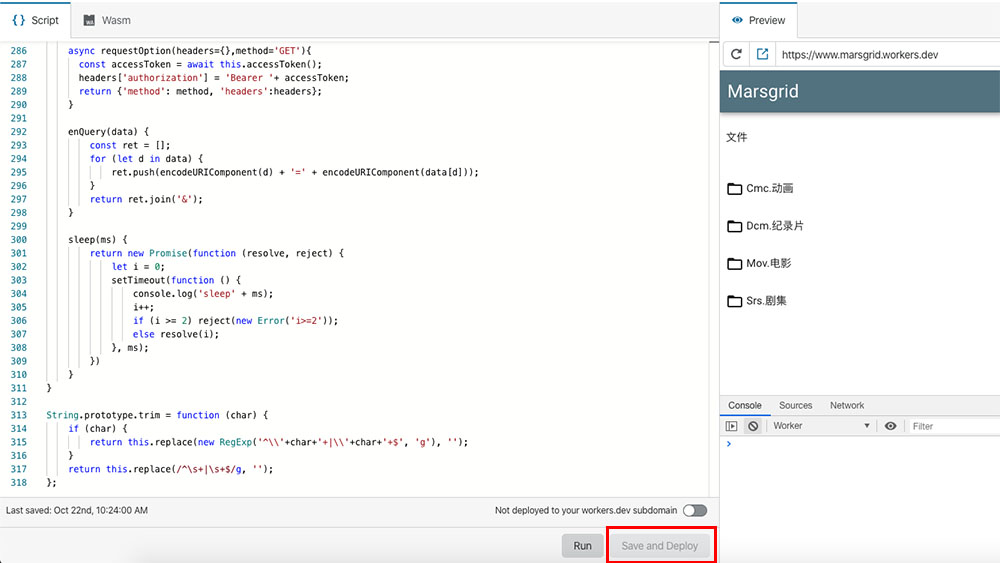 { } Script
Wasm
286 async requestOption(headers={},method='GET'){
287 const accessToken = await this.accessToken();
288 headers['authorization'] = 'Bearer '+ accessToken;
289 return {'method': method, 'headers':headers};
290 }
291
292 enQuery(data) {
293 const ret = [];
294 for (let d in data) {
295 ret.push(encodeURIComponent(d) + '=' + encodeURIComponent(data[d]));
296 }
297 return ret.join('&');
298 }
299
300 sleep(ms) {
301 return new Promise(function (resolve, reject) {
302 let i = 0;
303 setTimeout(function () {
304 console.log('sleep' + ms);
305 i++;
306 if (i >= 2) reject(new Error('i>=2'));
307 else resolve(i);
308 }, ms);
309 })
310 }
311 }
312
313 String.prototype.trim = function (char) {
314 if (char) {
315 return this.replace(new RegExp('^\\'+char+'+|\\'+char+'+$', 'g'), '');
316 }
317 return this.replace(/^\s+|\s+$/g, '');
318 };
Last saved: Oct 22nd, 10:24:00 AM
Not deployed to your workers.dev subdomain
Run
Save and Deploy
Preview
https://www.marsgrid.workers.dev
Marsgrid
文件
Cmc.动画
Dcm.纪录片
Mov.电影
Srs.剧集
Console Sources Network
Worker
Filter